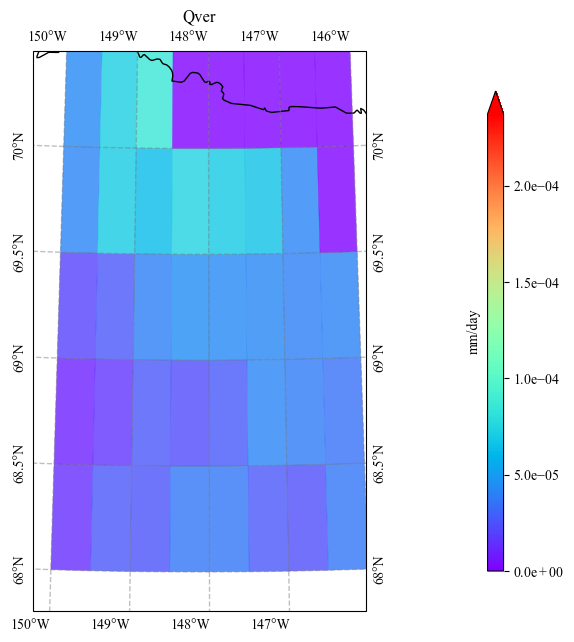 Qver
150°W 149°W 148°W 147°W 146°W
70°N 70°N
69.5°N 69.5°N
69°N 69°N
68.5°N 68.5°N
68°N 68°N
150°W 149°W 148°W 147°W
mm/day
2.0e−04
1.5e−04
1.0e−04
5.0e−05
0.0e+00